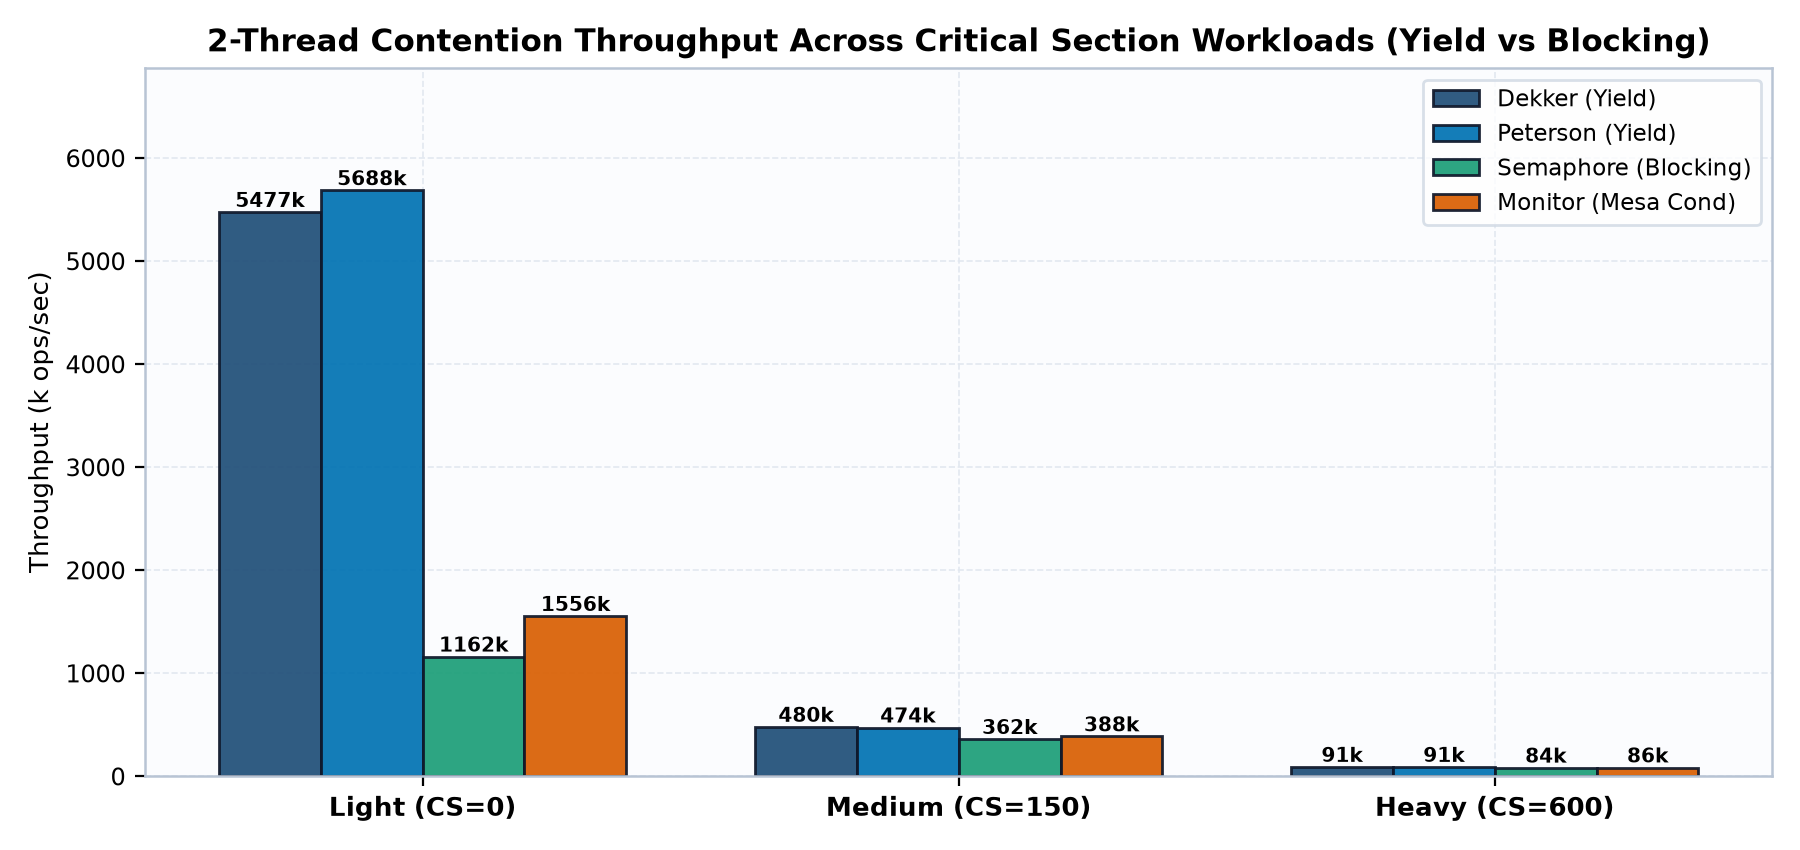 2-Thread Contention Throughput Across Critical Section Workloads (Yield vs Blocking)
Throughput (k ops/sec)
6000
5000
4000
3000
2000
1000
0
Dekker (Yield)
Peterson (Yield)
Semaphore (Blocking)
Monitor (Mesa Cond)
5477k
5688k
1162k
1556k
480k
474k
362k
388k
91k
91k
84k
86k
Light (CS=0)
Medium (CS=150)
Heavy (CS=600)